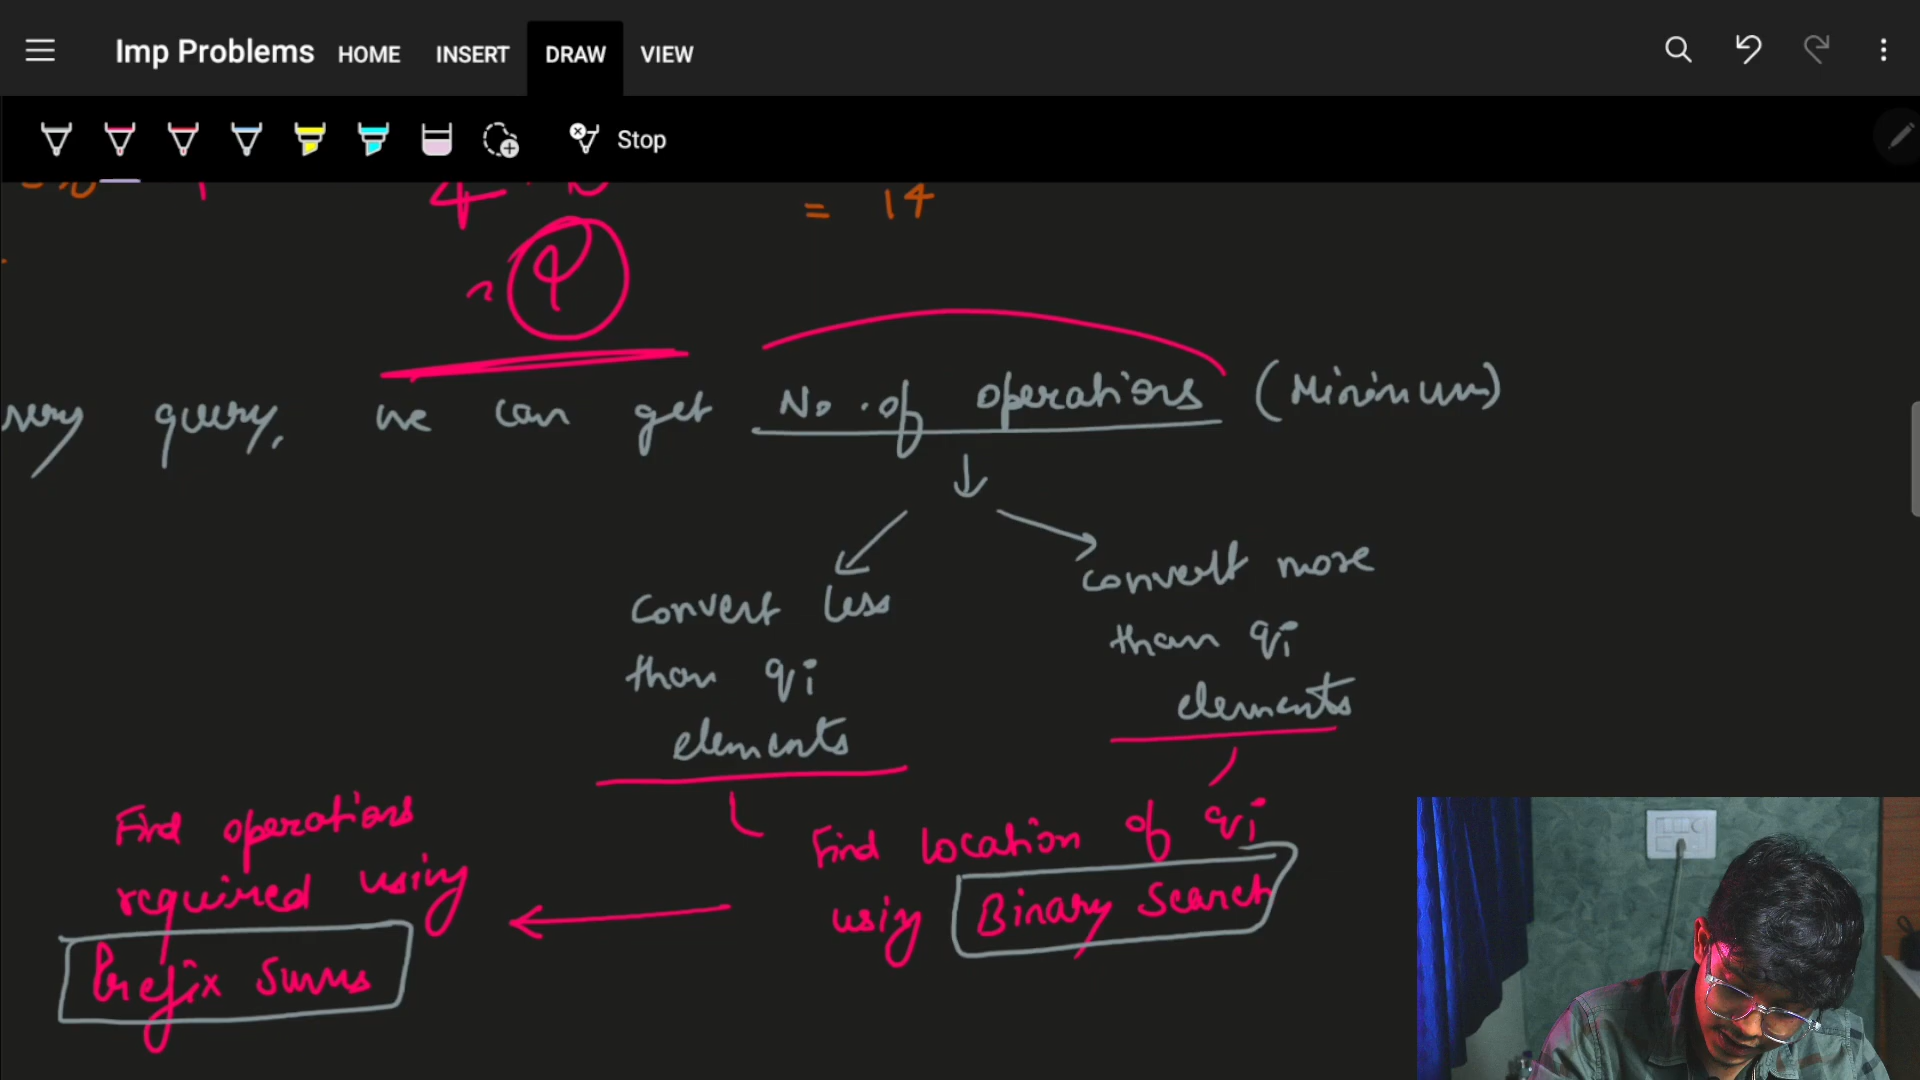 Imp Problems HOME INSERT DRAW VIEW
Stop
= 14
query, we can get No. of operations (Minimum)
convert less
than qi
elements
convert more
than qi
elements
Find operations
required using
Prefix Sums
Find location of qi
using Binary Search